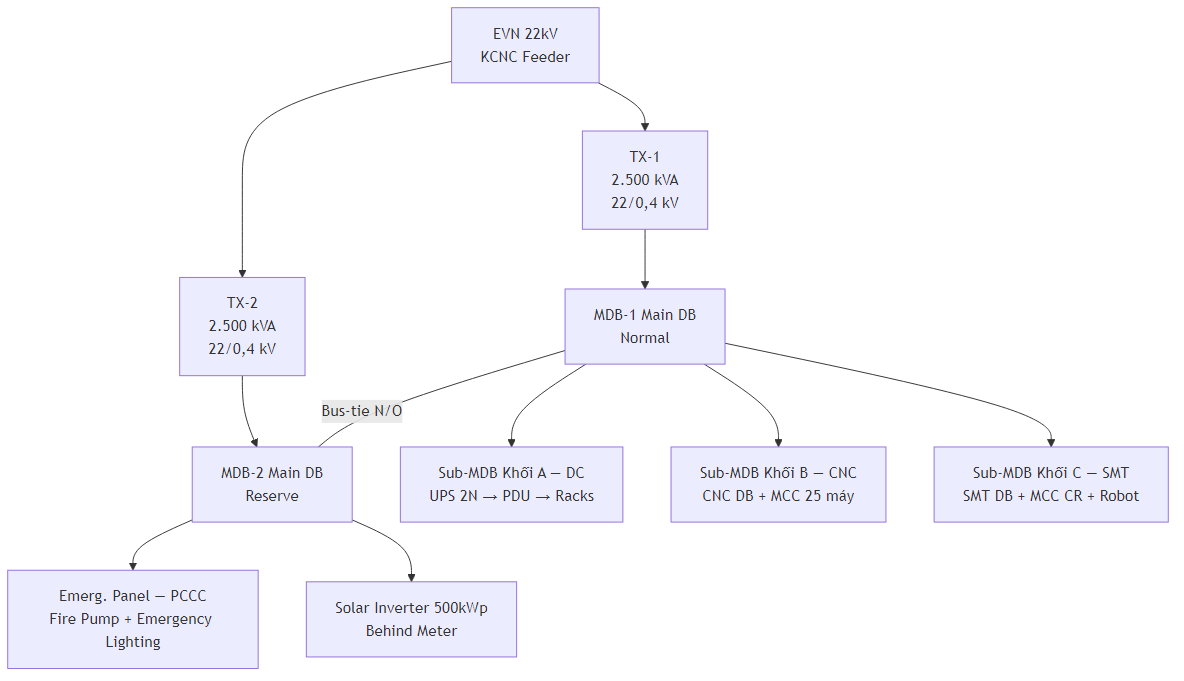 EVN 22kV
KCNC Feeder
TX-1
2.500 kVA
22/0,4 kV
TX-2
2.500 kVA
22/0,4 kV
MDB-1 Main DB
Normal
Bus-tie N/O
MDB-2 Main DB
Reserve
Sub-MDB Khối A — DC
UPS 2N → PDU → Racks
Sub-MDB Khối B — CNC
CNC DB + MCC 25 máy
Sub-MDB Khối C — SMT
SMT DB + MCC CR + Robot
Emerg. Panel — PCCC
Fire Pump + Emergency
Lighting
Solar Inverter 500kWp
Behind Meter